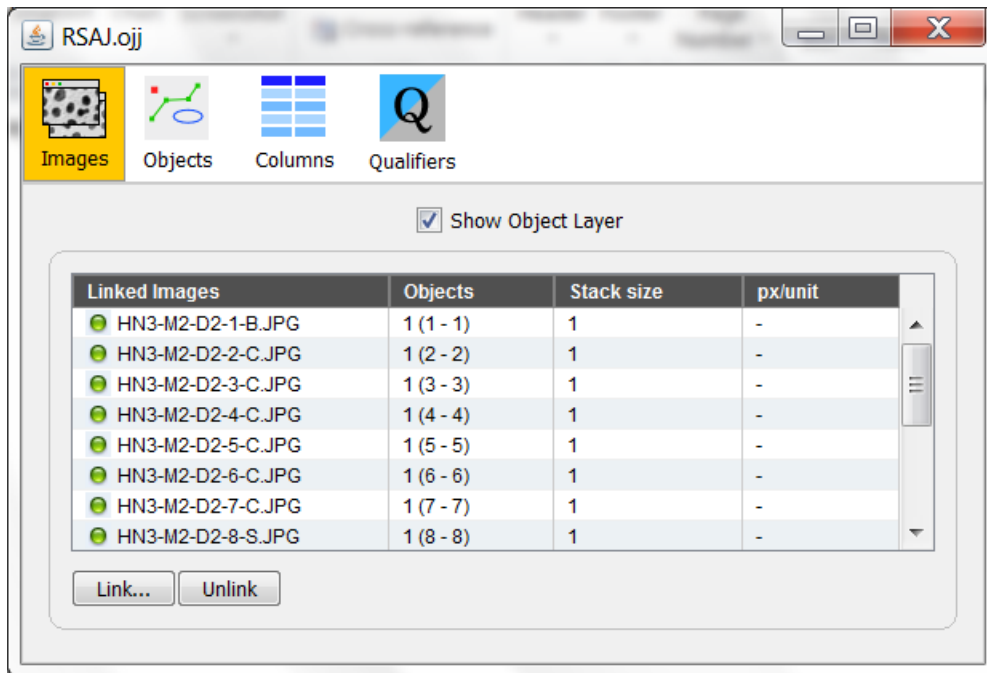 RSAJ.ojj
Images Objects Columns Qualifiers
Q
Show Object Layer
Linked Images Objects Stack size px/unit
HN3-M2-D2-1-B.JPG 1 (1 - 1) 1 -
HN3-M2-D2-2-C.JPG 1 (2 - 2) 1 -
HN3-M2-D2-3-C.JPG 1 (3 - 3) 1 -
HN3-M2-D2-4-C.JPG 1 (4 - 4) 1 -
HN3-M2-D2-5-C.JPG 1 (5 - 5) 1 -
HN3-M2-D2-6-C.JPG 1 (6 - 6) 1 -
HN3-M2-D2-7-C.JPG 1 (7 - 7) 1 -
HN3-M2-D2-8-S.JPG 1 (8 - 8) 1 -
Link... Unlink